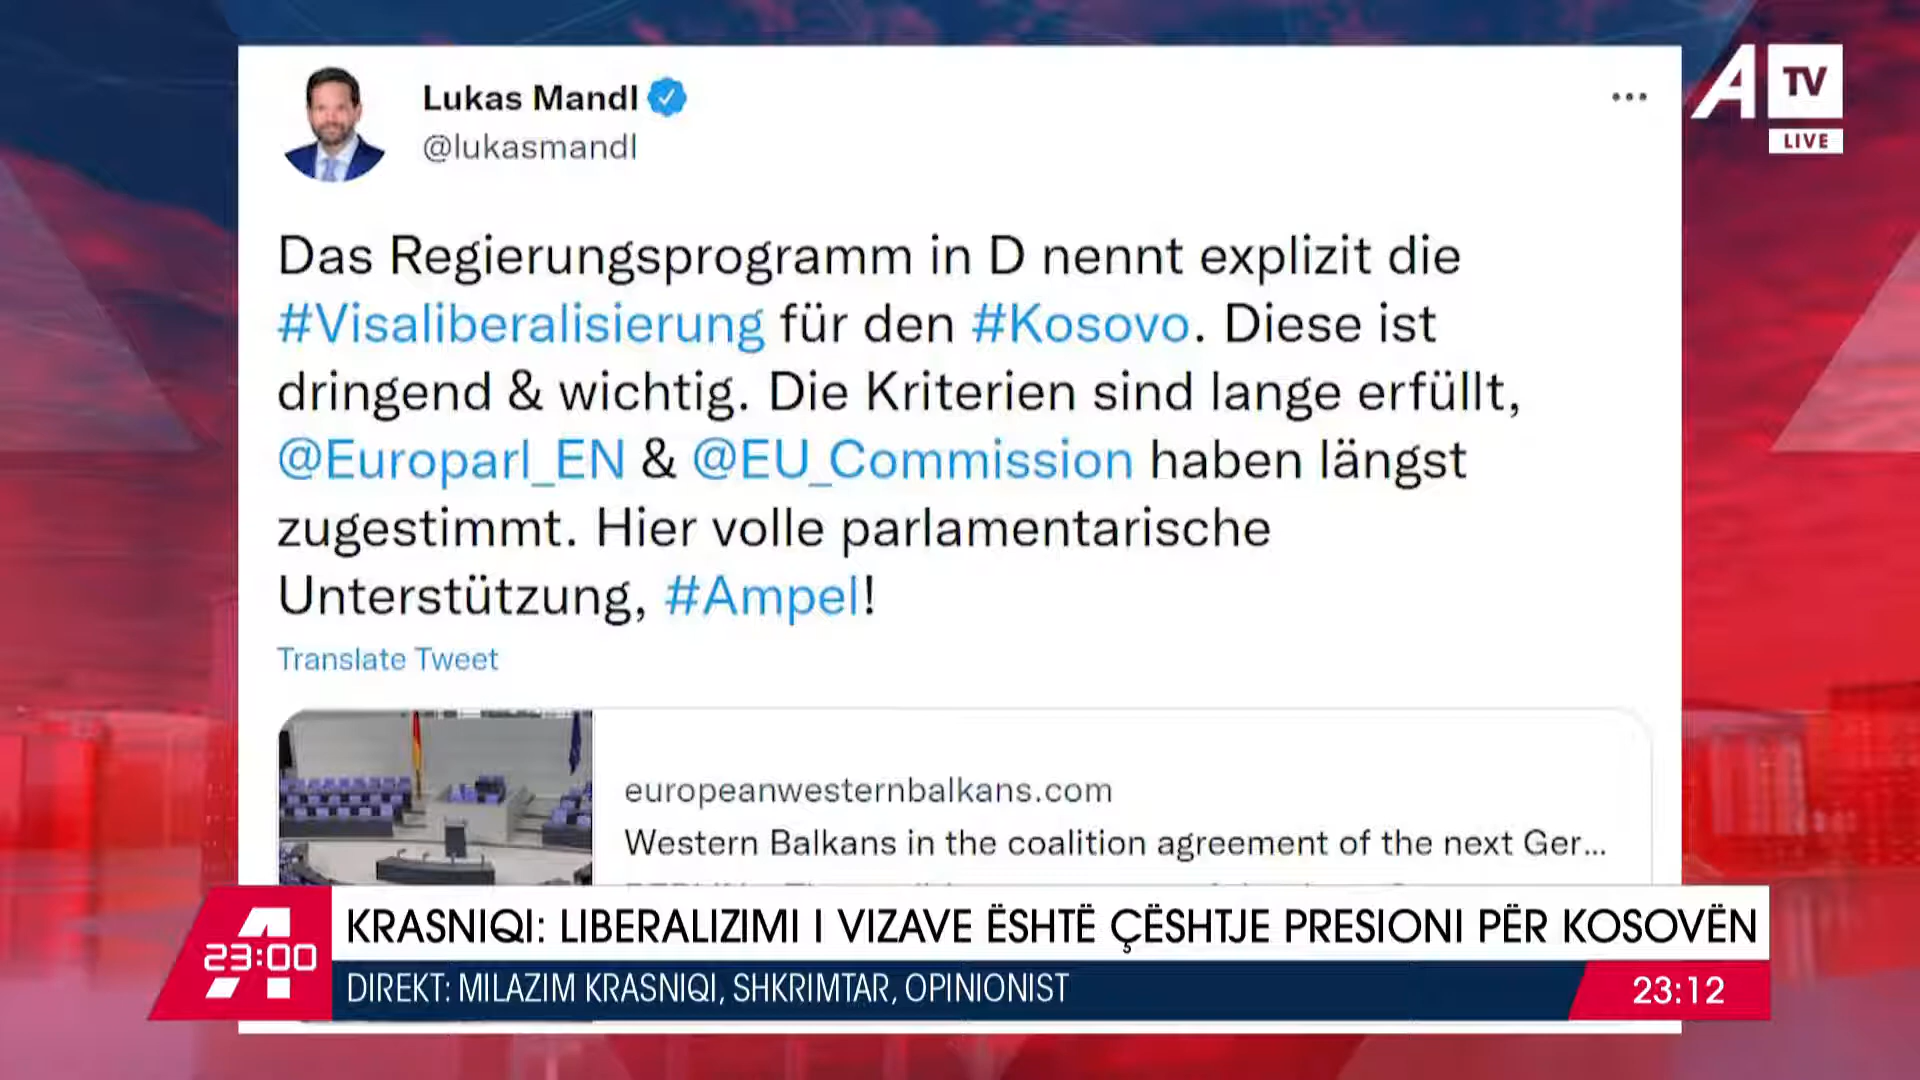 Lukas Mandl
@lukasmandl
A TV
LIVE
Das Regierungsprogramm in D nennt explizit die
#Visaliberalisierung für den #Kosovo. Diese ist
dringend & wichtig. Die Kriterien sind lange erfüllt,
@Europarl_EN & @EU_Commission haben längst
zugestimmt. Hier volle parlamentarische
Unterstützung, #Ampel!
Translate Tweet
europeanwesternbalkans.com
Western Balkans in the coalition agreement of the next Ger...
23:00
KRASNIQI: LIBERALIZIMI I VIZAVE ËSHTË ÇËSHTJE PRESIONI PËR KOSOVËN
DIREKT: MILAZIM KRASNIQI, SHKRIMTAR, OPINIONIST
23:12